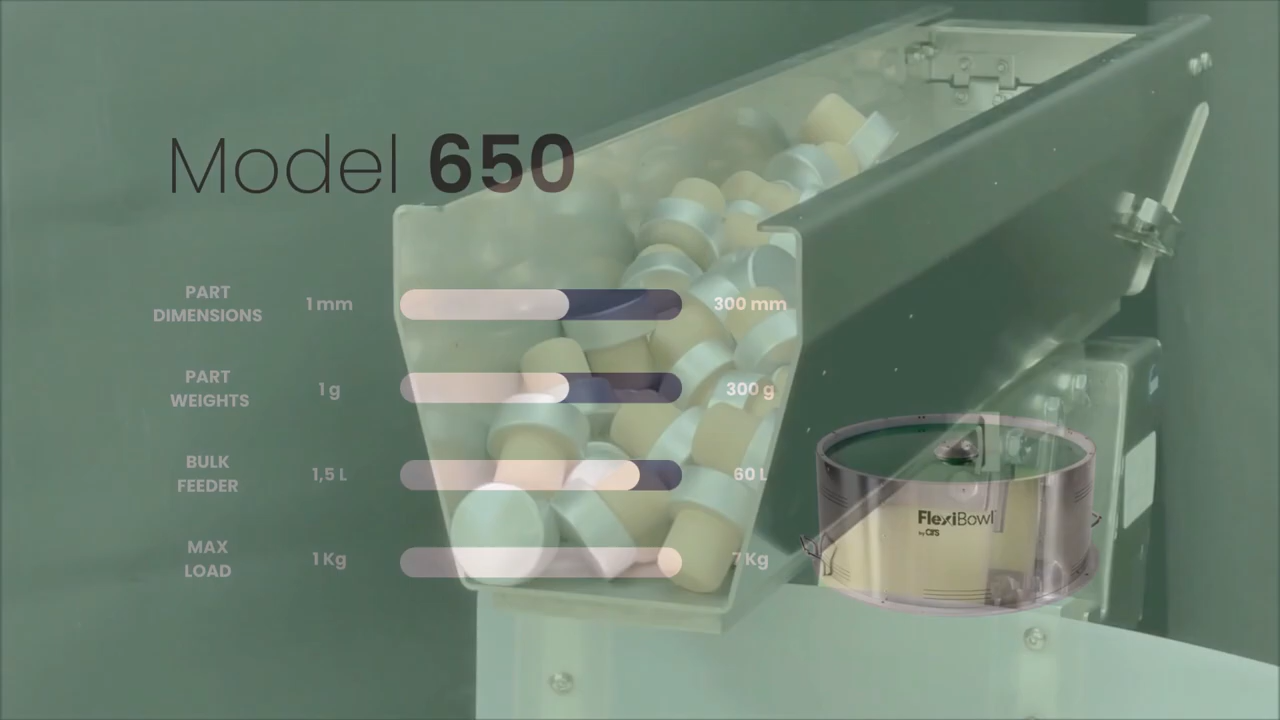 Model 650
PART
DIMENSIONS
1 mm
300 mm
PART
WEIGHTS
1 g
300 g
BULK
FEEDER
1,5 L
60 L
MAX
LOAD
1 Kg
7 Kg
FlexiBowl
by ars